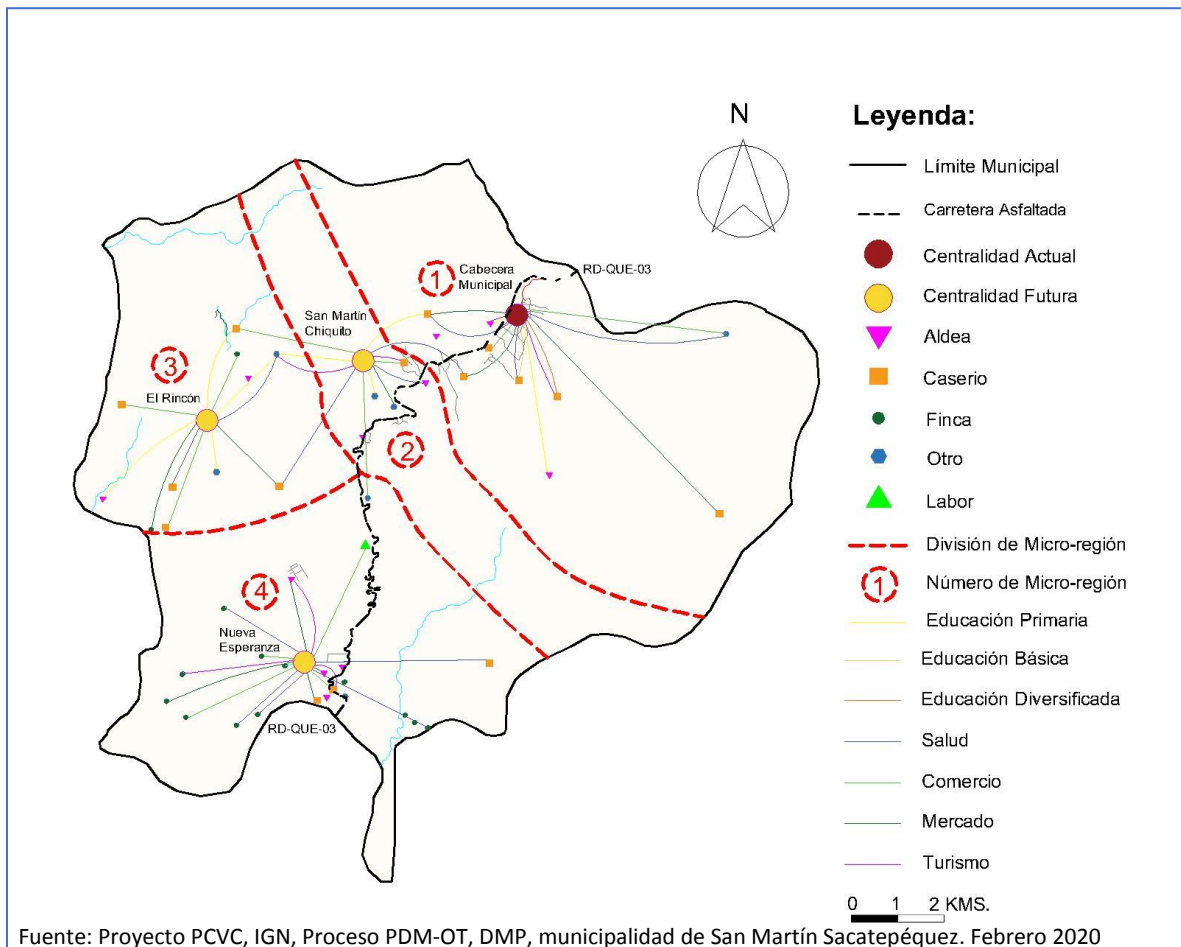 N
Leyenda:
Límite Municipal
Carretera Asfaltada
Centralidad Actual
Centralidad Futura
Aldea
Caserio
Finca
Otro
Labor
División de Micro-región
1
Número de Micro-región
Educación Primaria
Educación Básica
Educación Diversificada
Salud
Comercio
Mercado
Turismo
0 1 2 KMS.
1
Cabecera
Municipal
RD-QUE-03
San Martín
Chiquito
3
El Rincón
2
4
Nueva
Esperanza
RD-QUE-03
Fuente: Proyecto PCVC, IGN, Proceso PDM-OT, DMP, municipalidad de San Martín Sacatepéquez. Febrero 2020